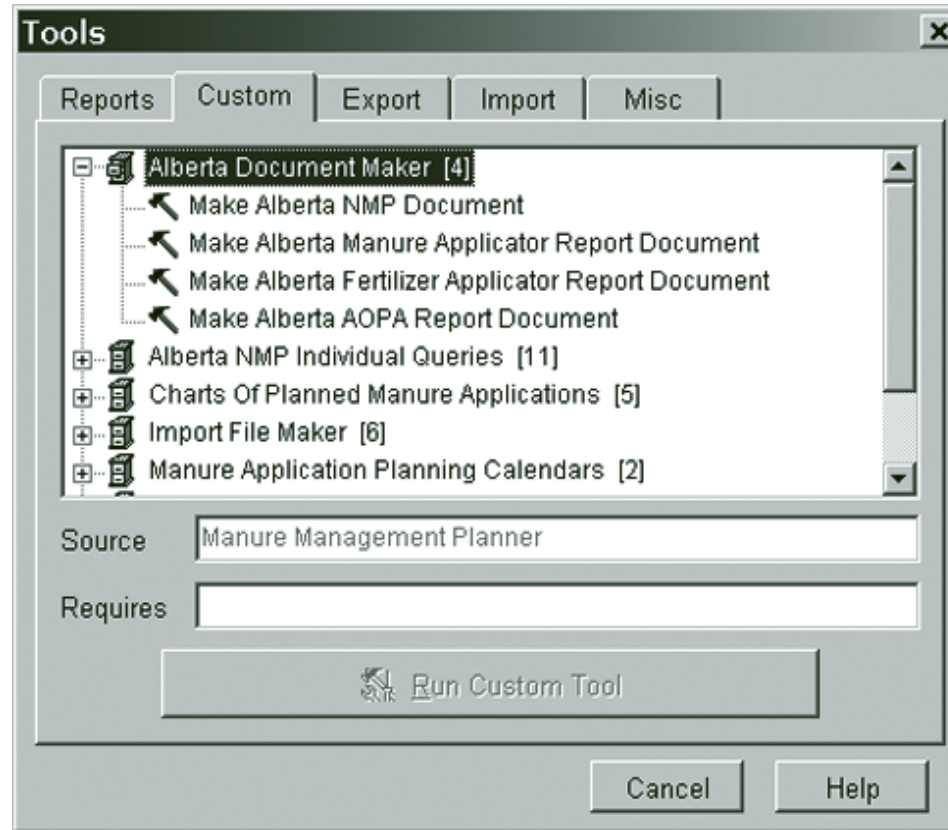 Tools
Reports Custom Export Import Misc
Alberta Document Maker [4]
Make Alberta NMP Document
Make Alberta Manure Applicator Report Document
Make Alberta Fertilizer Applicator Report Document
Make Alberta AOPA Report Document
Alberta NMP Individual Queries [11]
Charts Of Planned Manure Applications [5]
Import File Maker [6]
Manure Application Planning Calendars [2]
Source Manure Management Planner
Requires
Run Custom Tool
Cancel Help